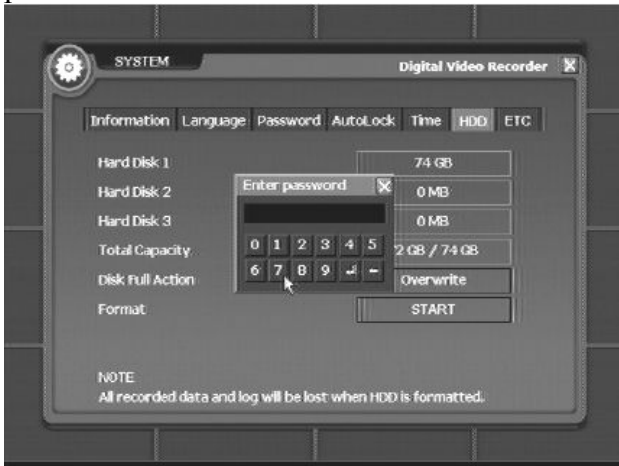 SYSTEM
Digital Video Recorder X
Information Language Password AutoLock Time HDD ETC
Hard Disk 1 74 GB
Hard Disk 2 0 MB
Hard Disk 3 0 MB
Total Capacity 2 GB / 74 GB
Disk Full Action Overwrite
Format START
Enter password X
0 1 2 3 4 5
6 7 8 9 ↵ ←
NOTE
All recorded data and log will be lost when HDD is formatted.